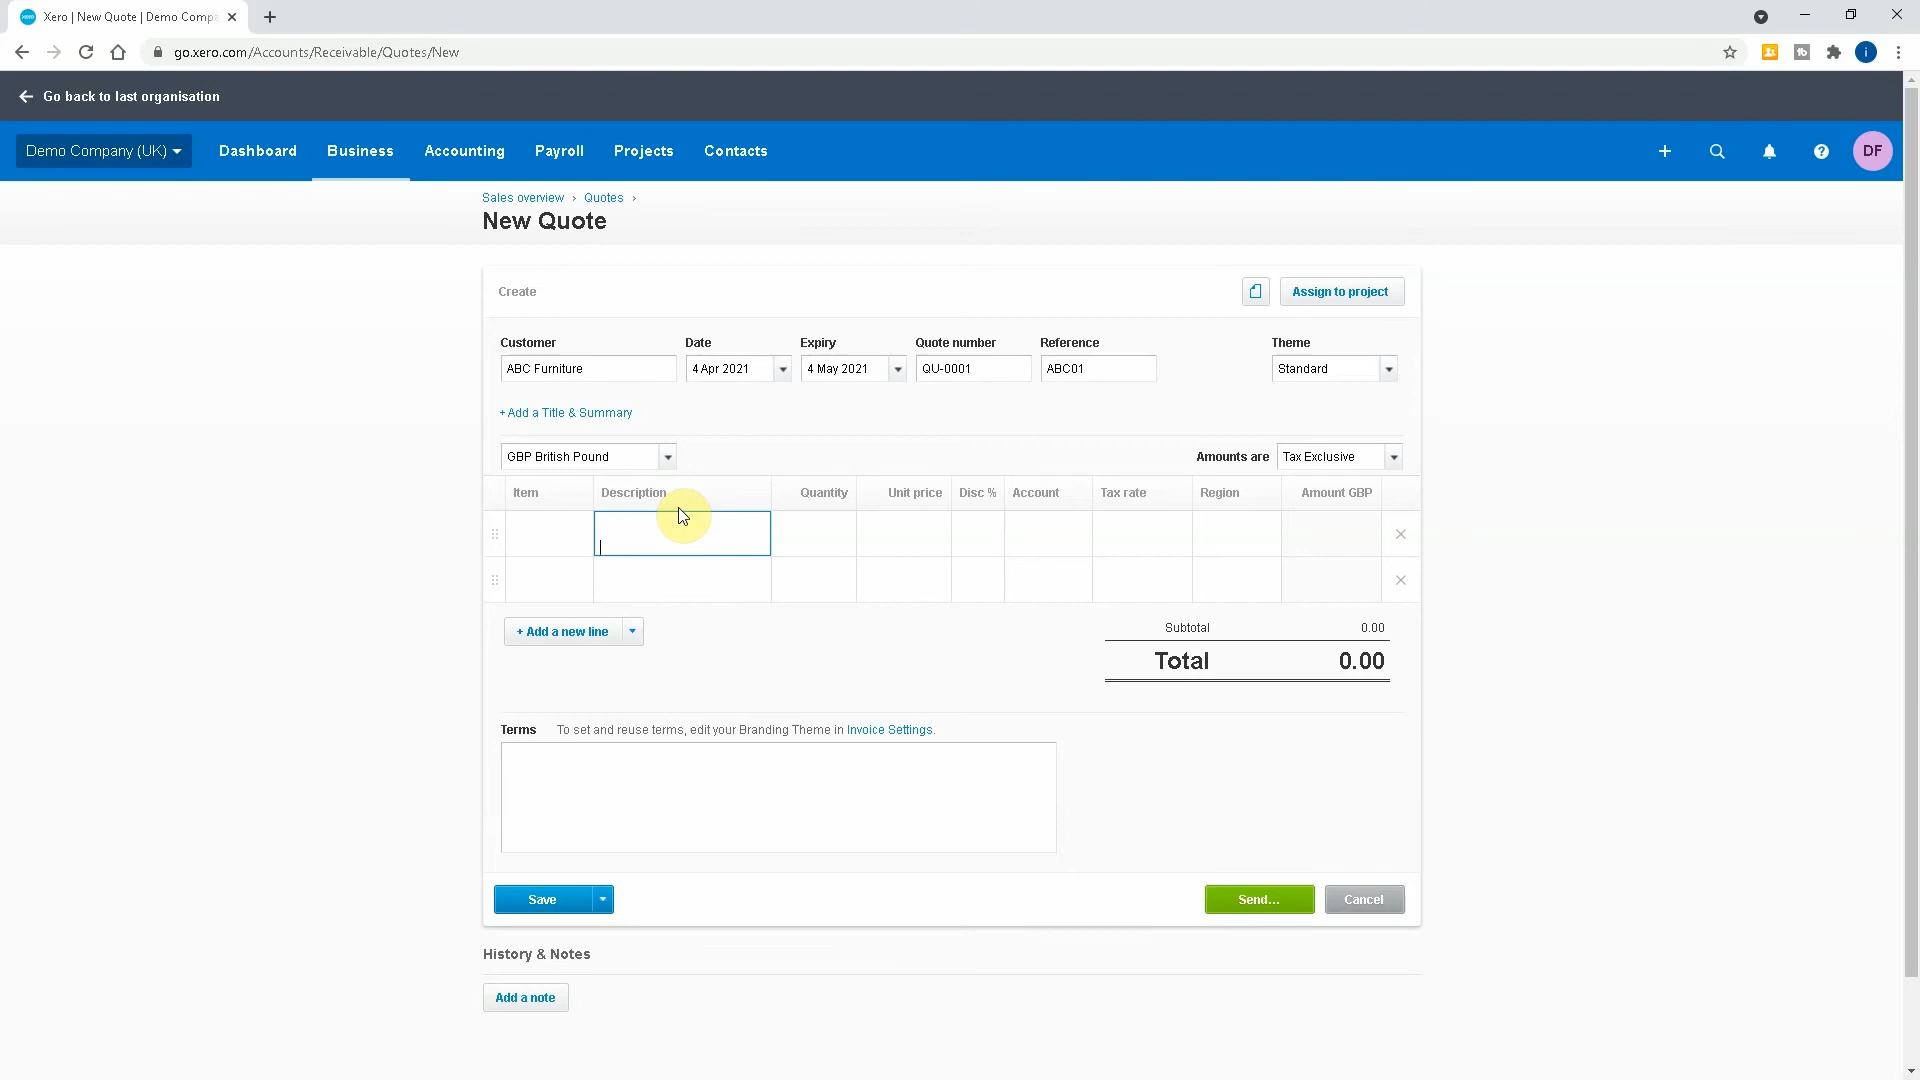 Xero | New Quote | Demo Compa
go.xero.com/Accounts/Receivable/Quotes/New
Go back to last organisation
Demo Company (UK) Dashboard Business Accounting Payroll Projects Contacts DF
Sales overview › Quotes ›
New Quote
Create Assign to project
Customer Date Expiry Quote number Reference Theme
ABC Furniture 4 Apr 2021 4 May 2021 QU-0001 ABC01 Standard
+ Add a Title & Summary
GBP British Pound Amounts are Tax Exclusive
Item Description Quantity Unit price Disc % Account Tax rate Region Amount GBP
+ Add a new line Subtotal 0.00
Total 0.00
Terms To set and reuse terms, edit your Branding Theme in Invoice Settings.
Save Send... Cancel
History & Notes
Add a note